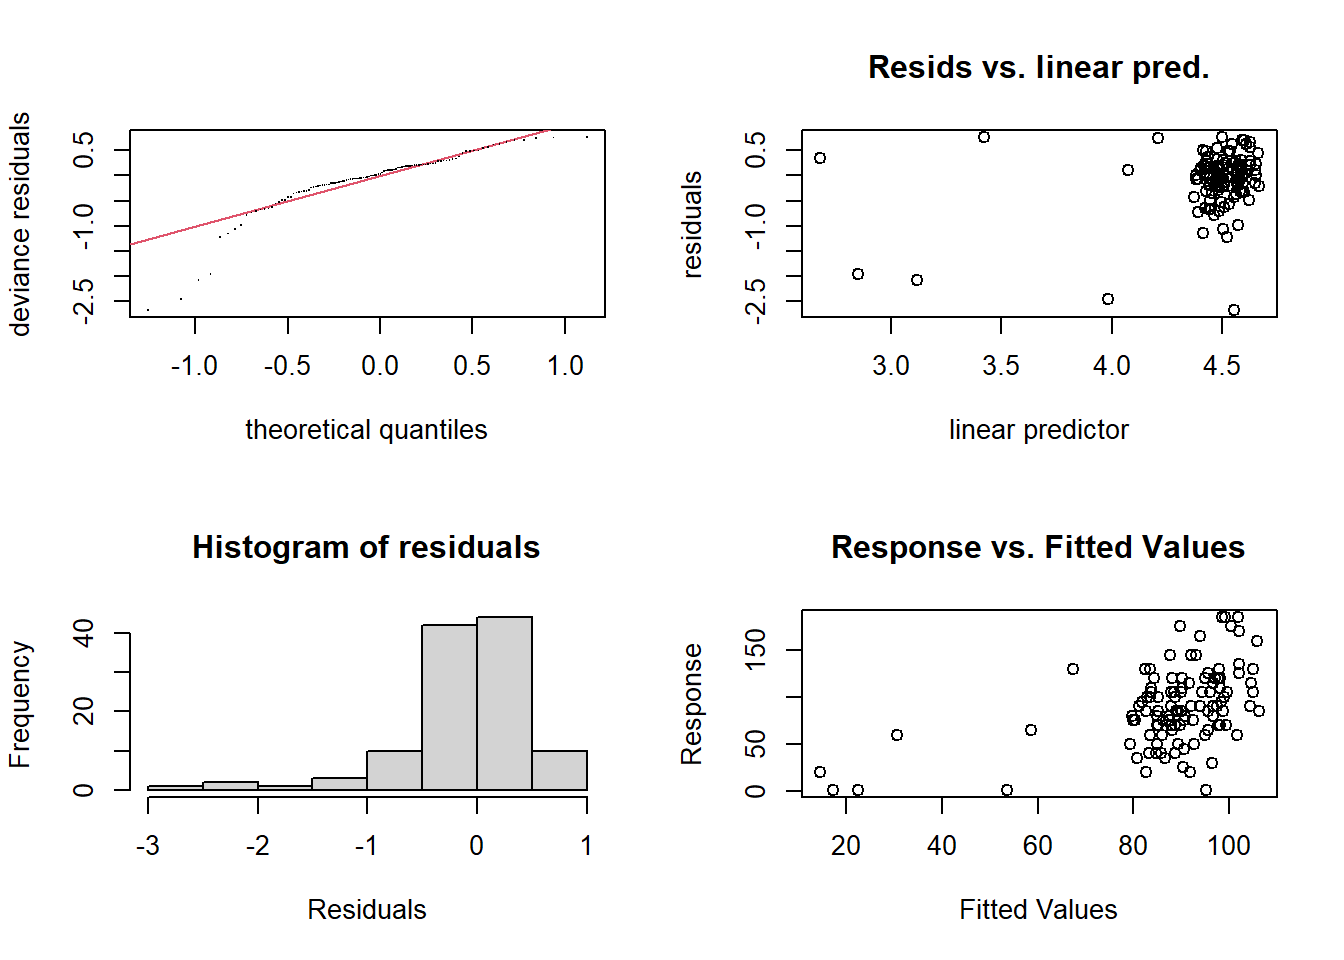 deviance residuals
0.5
-1.0
-2.5
-1.0 -0.5 0.0 0.5 1.0
theoretical quantiles
Resids vs. linear pred.
residuals
0.5
-1.0
-2.5
3.0 3.5 4.0 4.5
linear predictor
Histogram of residuals
Frequency
40
20
0
-3 -2 -1 0 1
Residuals
Response vs. Fitted Values
Response
150
50
0
20 40 60 80 100
Fitted Values